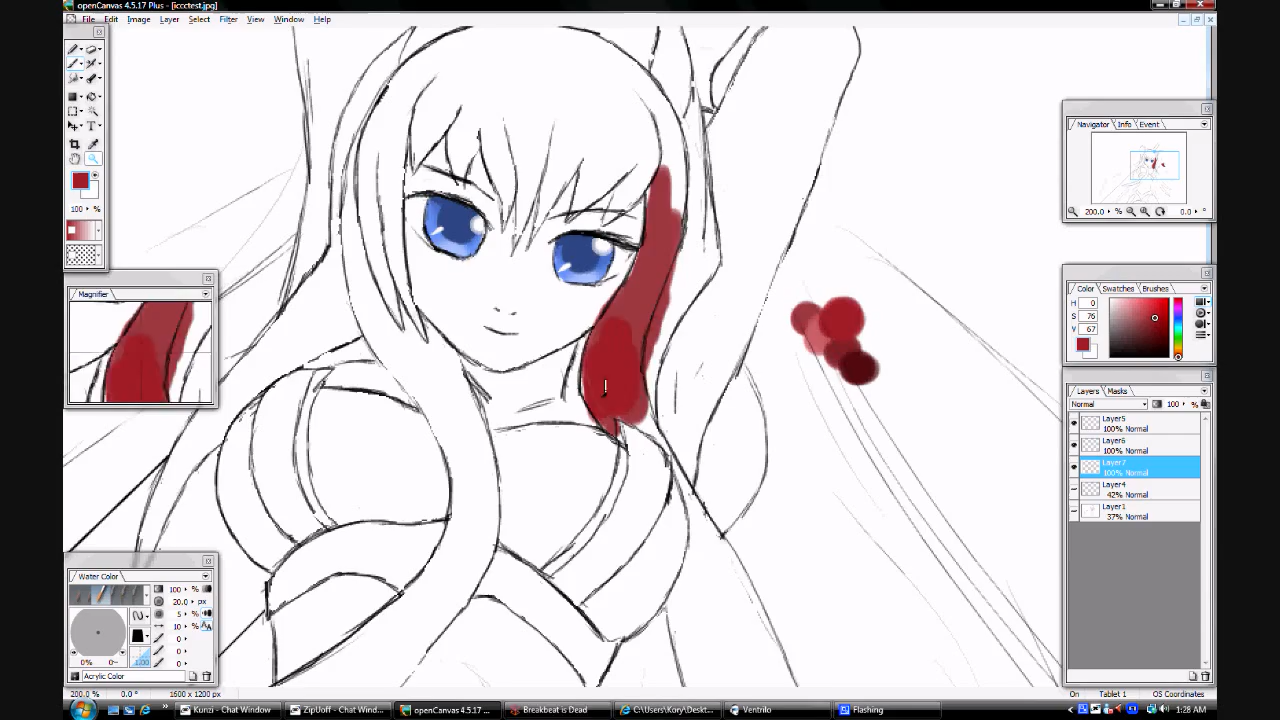 openCanvas 4.5.17 Plus - [iccctest.jpg]
File Edit Image Layer Select Filter View Window Help
100 %
Magnifier
Water Color
100 %
20.0 px
5 %
10 %
0
0
0
0%
100
Acrylic Color
200.0 % 0.0 ° 1600 x 1200 px
Navigator Info Event
200.0 % 0.0 °
Color Swatches Brushes
H 0
S 76
V 67
Layers Masks
Normal 100 %
Layer5
100% Normal
Layer6
100% Normal
Layer7
100% Normal
Layer4
42% Normal
Layer1
37% Normal
On Tablet 1 OS Coordinates
Kunzi - Chat Window
ZipUoff - Chat Wind...
openCanvas 4.5.17 ...
Breakbeat is Dead
C:\Users\Kory\Deskt...
Ventrilo
Flashing
1:28 AM